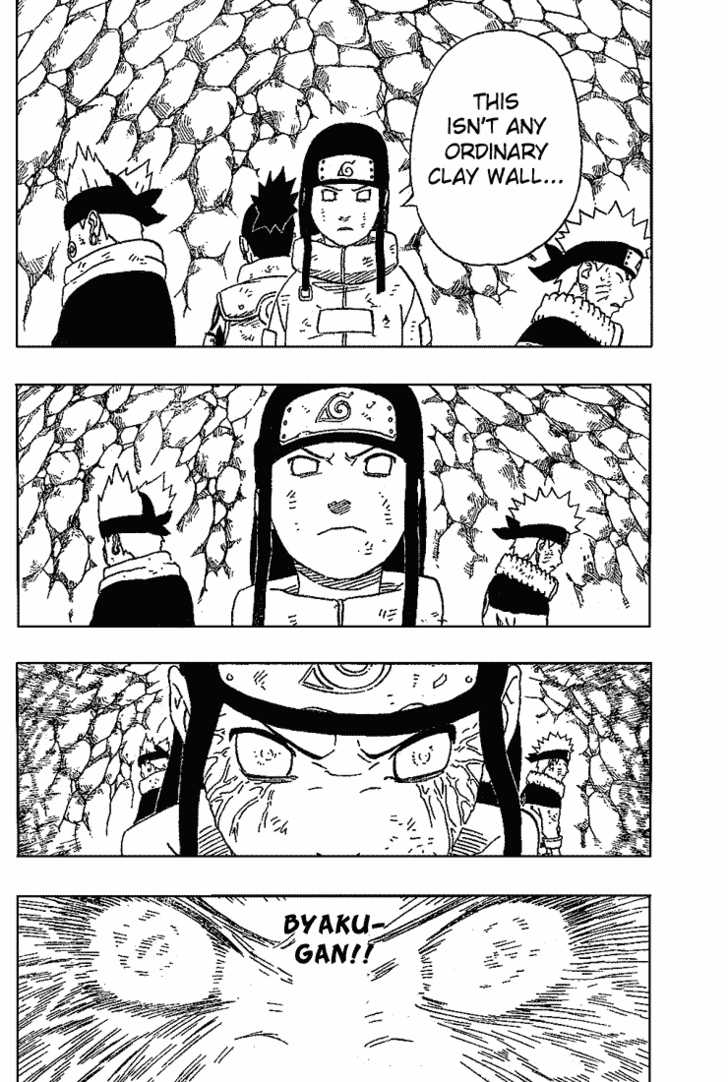 THIS
ISN'T ANY
ORDINARY
CLAY WALL...
BYAKU-
GAN!!